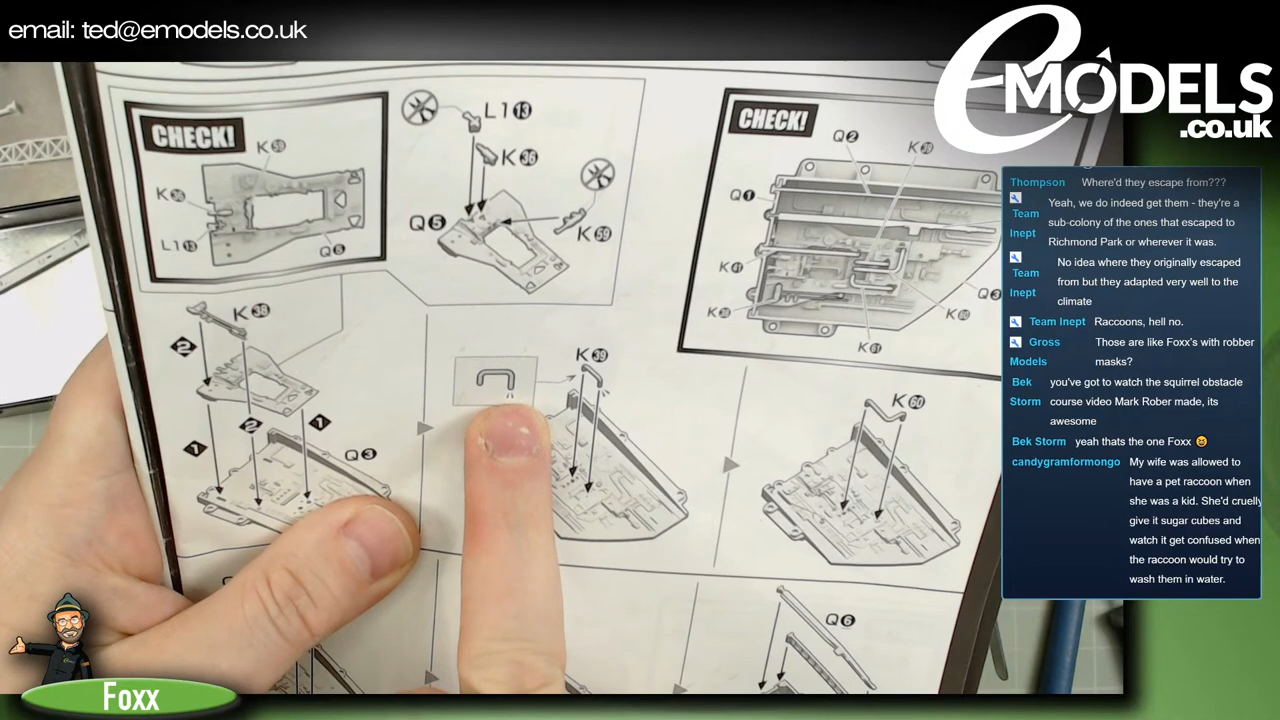 email: ted@emodels.co.uk
eMODELS
.co.uk
CHECK!
K59
K36
L1 13
Q5
L1 13
K36
Q5
K59
CHECK!
Q2
K39
Q1
K41
K38
Q3
K60
K61
K38
2
1
2
1
Q3
K39
K60
Q6
Thompson Where'd they escape from???
Team Inept Yeah, we do indeed get them - they're a
sub-colony of the ones that escaped to
Richmond Park or wherever it was.
Team Inept No idea where they originally escaped
from but they adapted very well to the
climate
Team Inept Raccoons, hell no.
Gross Models Those are like Foxx's with robber
masks?
Bek Storm you've got to watch the squirrel obstacle
course video Mark Rober made, its
awesome
Bek Storm yeah thats the one Foxx
candygramformongo My wife was allowed to
have a pet raccoon when
she was a kid. She'd cruelly
give it sugar cubes and
watch it get confused when
the raccoon would try to
wash them in water.
Foxx